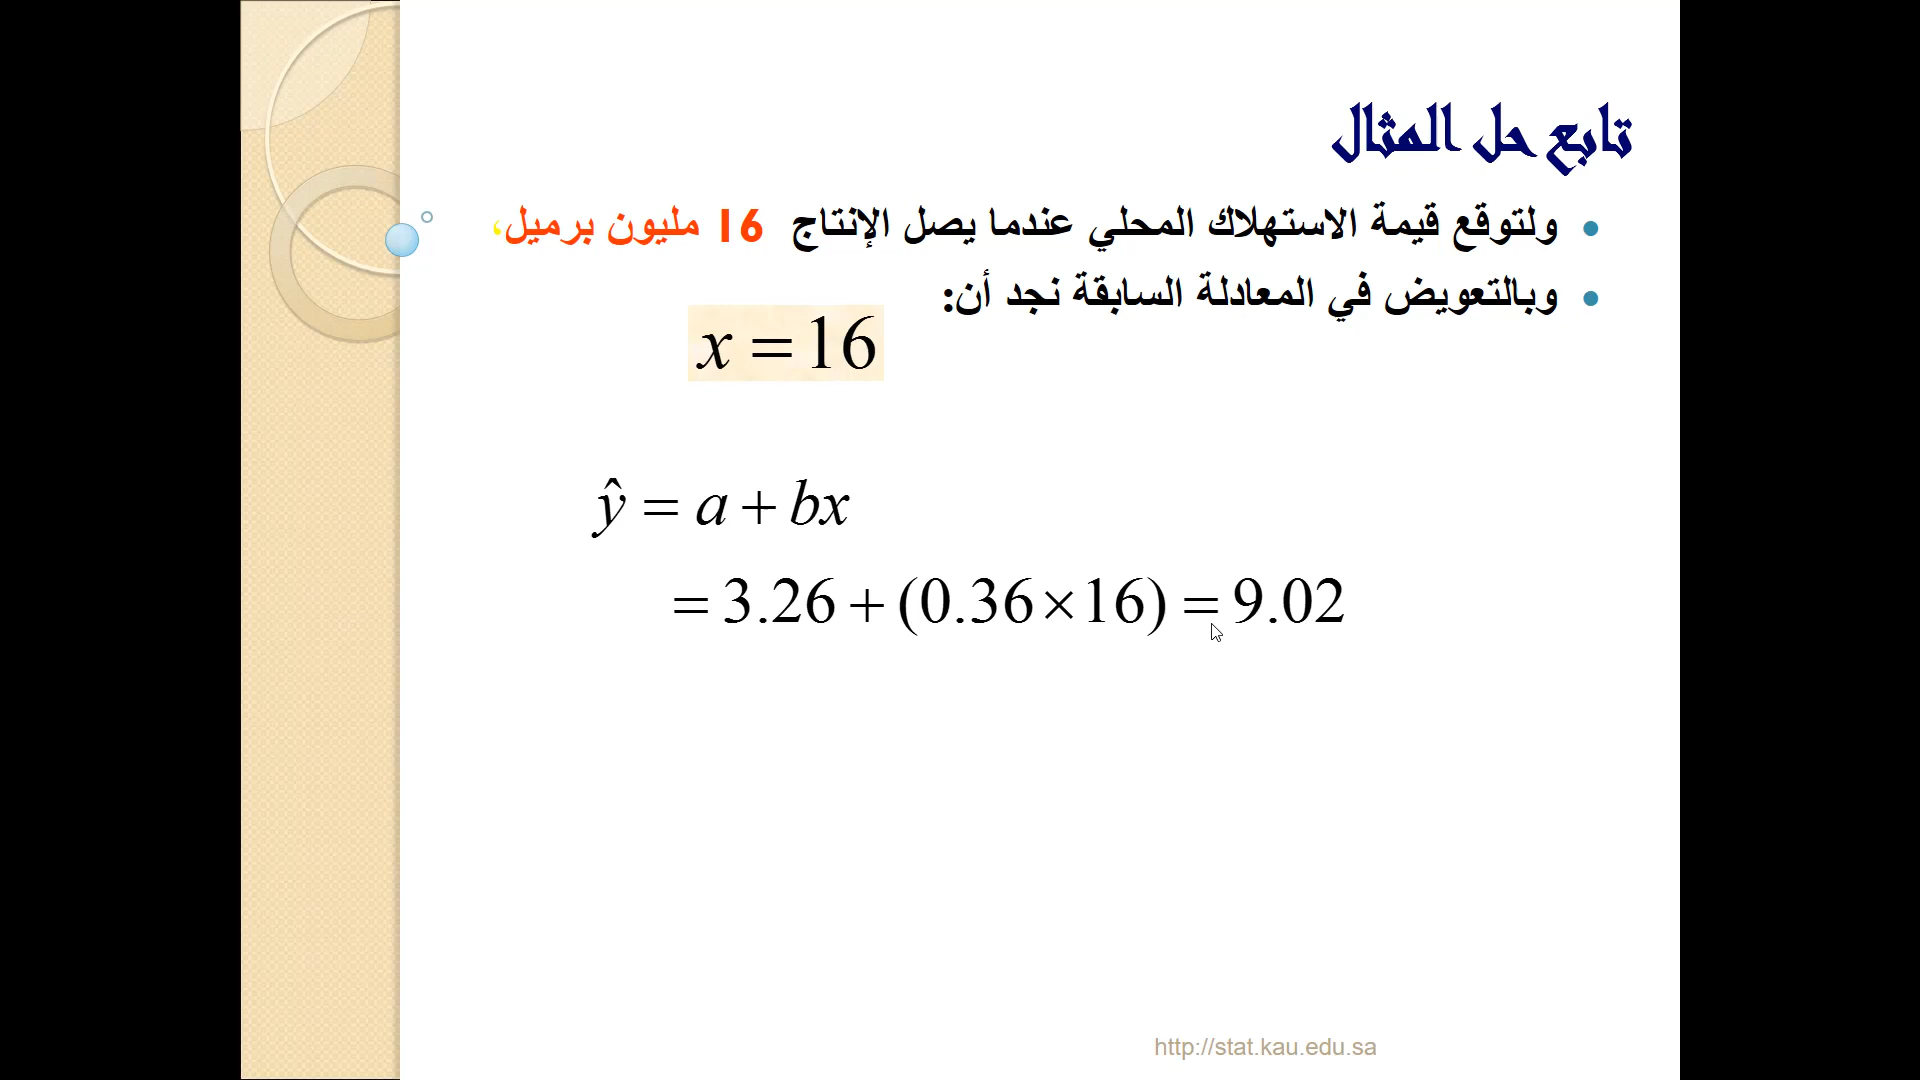 تابع حل المثال
• ولتوقع قيمة الاستهلاك المحلي عندما يصل الإنتاج 16 مليون برميل،
• وبالتعويض في المعادلة السابقة نجد أن:
x = 16
ŷ = a + bx
= 3.26 + (0.36 × 16) = 9.02
http://stat.kau.edu.sa